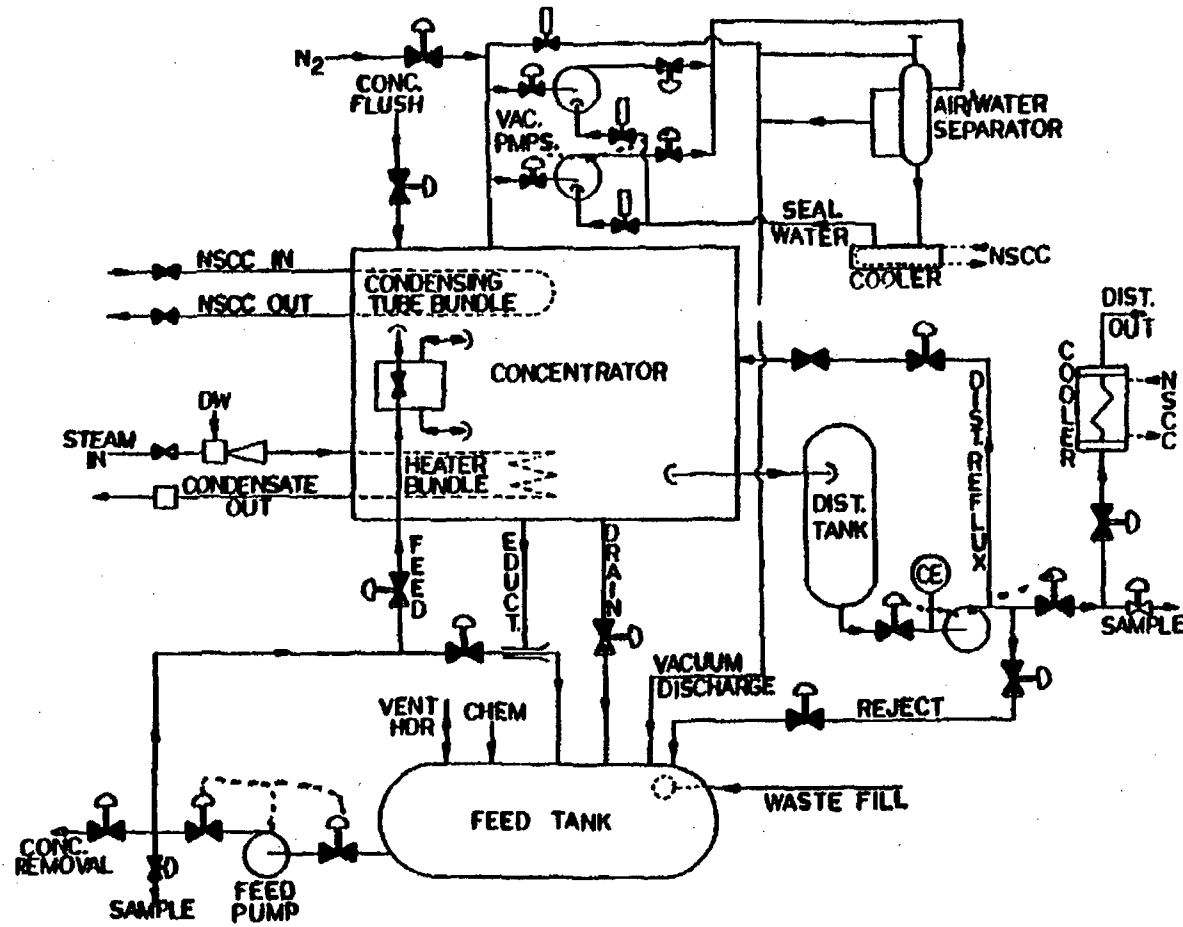 N2
CONC.
FLUSH
VAC.
PMPS.
AIR/WATER
SEPARATOR
SEAL
WATER
NSCC
COOLER
NSCC IN
CONDENSING
TUBE BUNDLE
NSCC OUT
DIST.
OUT
COOLER
NSCC
CONCENTRATOR
DW
STEAM
IN
HEATER
BUNDLE
CONDENSATE
OUT
DIST.
TANK
DIST REFLUX
FEED
EDUCT.
DRAIN
CE
SAMPLE
VACUUM
DISCHARGE
REJECT
VENT
HDR
CHEM
FEED TANK
WASTE FILL
CONC.
REMOVAL
FEED
PUMP
SAMPLE